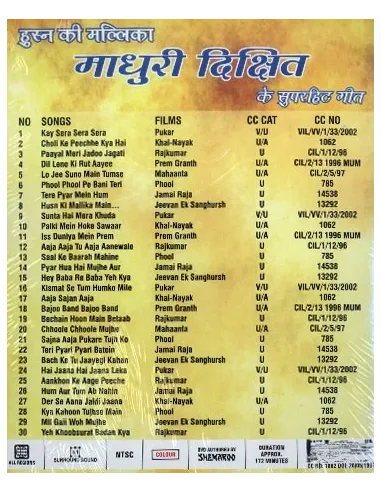 हुस्न की मल्लिका
माधुरी दिक्षित
के सुपरहिट गीत
NO SONGS FILMS CC CAT CC NO
1 Kay Sera Sera Sera Pukar V/U VIL/VV/1/33/2002
2 Choli Ke Peechhe Kya Hai Khal-Nayak U/A 1062
3 Paayal Meri Jadoo Jagati Rajkumar U CIL/1/12/96
4 Dil Lene Ki Rut Aayee Prem Granth U/A CIL/2/13 1996 MUM
5 Lo Jee Suno Main Tumse Mahaanta U/A CIL/2/5/97
6 Phool Phool Pe Bani Teri Phool U 785
7 Tere Pyar Mein Hum Jamai Raja U 14538
8 Husn Ki Mallika Main... Jeevan Ek Sanghursh U 13292
9 Sunta Hai Mera Khuda Pukar V/U VIL/VV/1/33/2002
10 Palki Mein Hoke Sawaar Khal-Nayak U/A 1062
11 Iss Duniya Mein Prem Prem Granth U/A CIL/2/13 1996 MUM
12 Aaja Aaja Tu Aaja Aanewale Rajkumar U CIL/1/12/96
13 Saal Ke Baarah Mahine Phool U 785
14 Pyar Hua Hai Mujhe Aur Jamai Raja U 14538
15 Hey Baba Re Baba Yeh Kya Jeevan Ek Sanghursh U 13292
16 Kismat Se Tum Humko Mile Pukar V/U VIL/VV/1/33/2002
17 Aaja Sajan Aaja Khal-Nayak U/A 1062
18 Bajoo Band Bajoo Band Prem Granth U/A CIL/2/13 1996 MUM
19 Bachain Hoon Main Betaab Rajkumar U CIL/1/12/96
20 Chhoole Chhoole Mujhe Mahaanta U/A CIL/2/5/97
21 Sajna Aaja Pukare Tujh Ko Phool U 785
22 Teri Pyari Pyari Batein Jamai Raja U 14538
23 Bach Ke Tu Jaayegi Kahan Jeevan Ek Sanghursh U 13292
24 Hai Jaana Hai Jaana Leka Pukar V/U VIL/VV/1/33/2002
25 Aankhon Ke Aage Peeche Rajkumar U CIL/1/12/96
26 Hum Aur Tum Ab Nahin Jamai Raja U 14538
27 Der Se Aana Jaldi Jaana Khal-Nayak U/A 1062
28 Kya Kahoon Tujhse Main Phool U 785
29 Mil Gaii Woh Mujhe Jeevan Ek Sanghursh U 13292
30 Yeh Khoobsurat Badan Kya Rajkumar U CIL/1/12/96
ALL REGIONS SURROUND SOUND NTSC COLOUR DVD AUTHORED BY SHEMAROO DURATION APPROX. 172 MINUTES